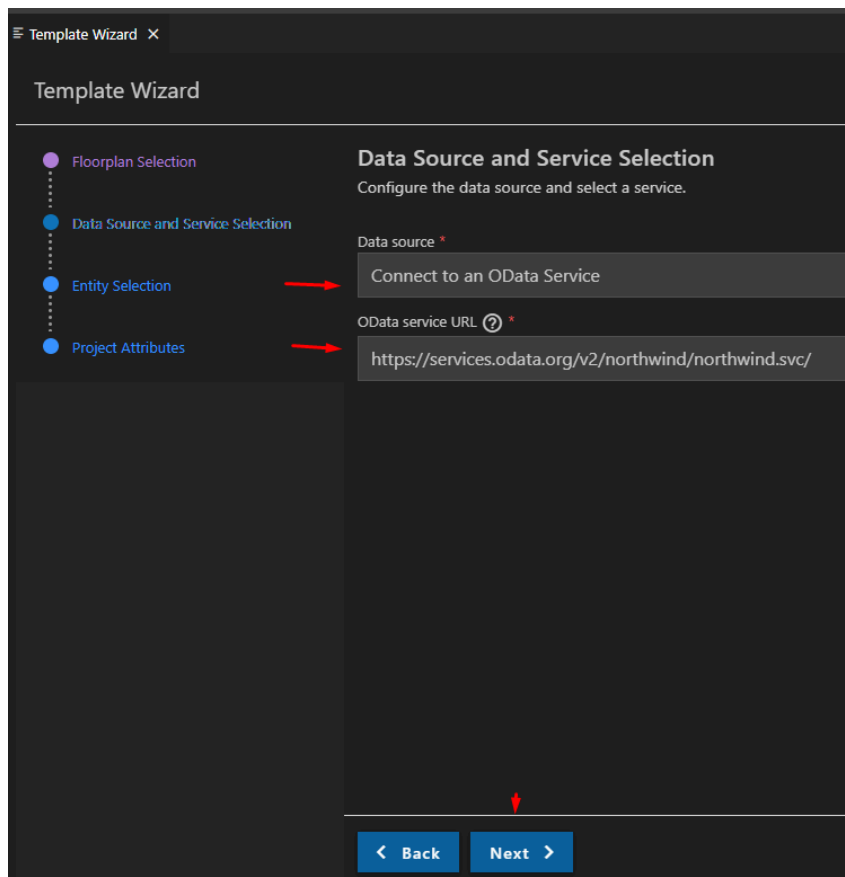 Template Wizard
Template Wizard
Floorplan Selection
Data Source and Service Selection
Entity Selection
Project Attributes
Data Source and Service Selection
Configure the data source and select a service.
Data source *
Connect to an OData Service
OData service URL ? *
https://services.odata.org/v2/northwind/northwind.svc/
Back
Next